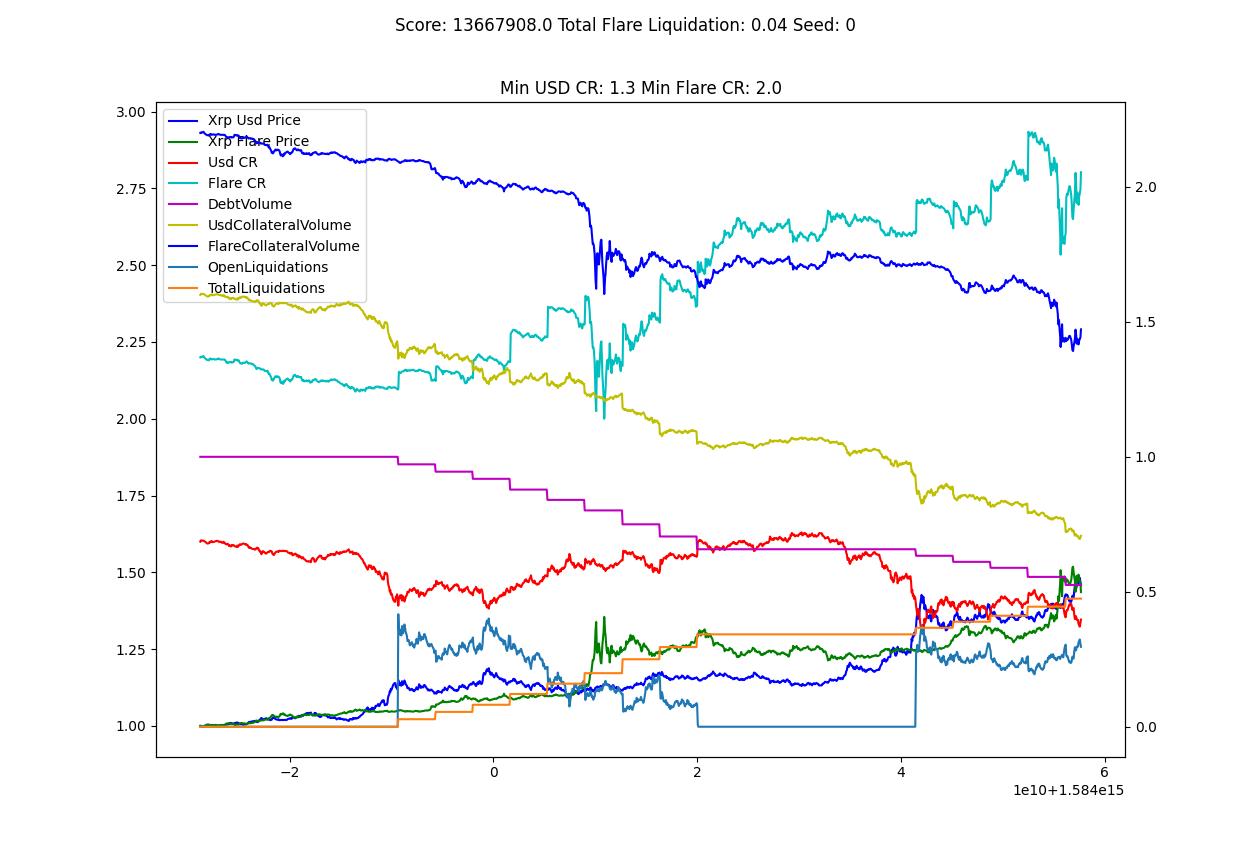 Score: 13667908.0 Total Flare Liquidation: 0.04 Seed: 0
Min USD CR: 1.3 Min Flare CR: 2.0
Xrp Usd Price
Xrp Flare Price
Usd CR
Flare CR
DebtVolume
UsdCollateralVolume
FlareCollateralVolume
OpenLiquidations
TotalLiquidations
3.00
2.75
2.50
2.25
2.00
1.75
1.50
1.25
1.00
2.0
1.5
1.0
0.5
0.0
−2 0 2 4 6
1e10+1.584e15